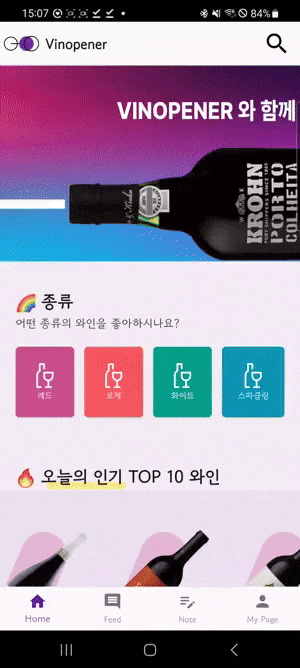 15:07
84%
Vinopener
VINOPENER 와 함께
KROHN
PORTO
COLHEITA
🌈 종류
어떤 종류의 와인을 좋아하시나요?
레드
로제
화이트
스파클링
🔥 오늘의 인기 TOP 10 와인
Home
Feed
Note
My Page